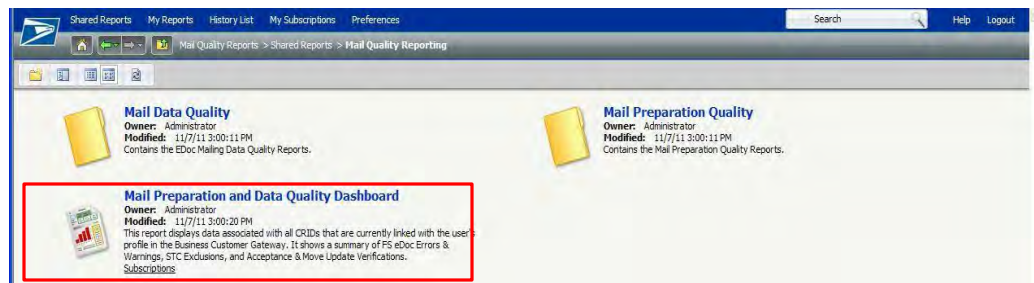 Shared Reports My Reports History List My Subscriptions Preferences Search Help Logout
Mail Quality Reports > Shared Reports > Mail Quality Reporting
Mail Data Quality
Owner: Administrator
Modified: 11/7/11 3:00:11 PM
Contains the EDoc Mailing Data Quality Reports.
Mail Preparation Quality
Owner: Administrator
Modified: 11/7/11 3:00:11 PM
Contains the Mail Preparation Quality Reports.
Mail Preparation and Data Quality Dashboard
Owner: Administrator
Modified: 11/7/11 3:00:20 PM
This report displays data associated with all CRIDs that are currently linked with the user's
profile in the Business Customer Gateway. It shows a summary of FS eDoc Errors &
Warnings, STC Exclusions, and Acceptance & Move Update Verifications.
Subscriptions